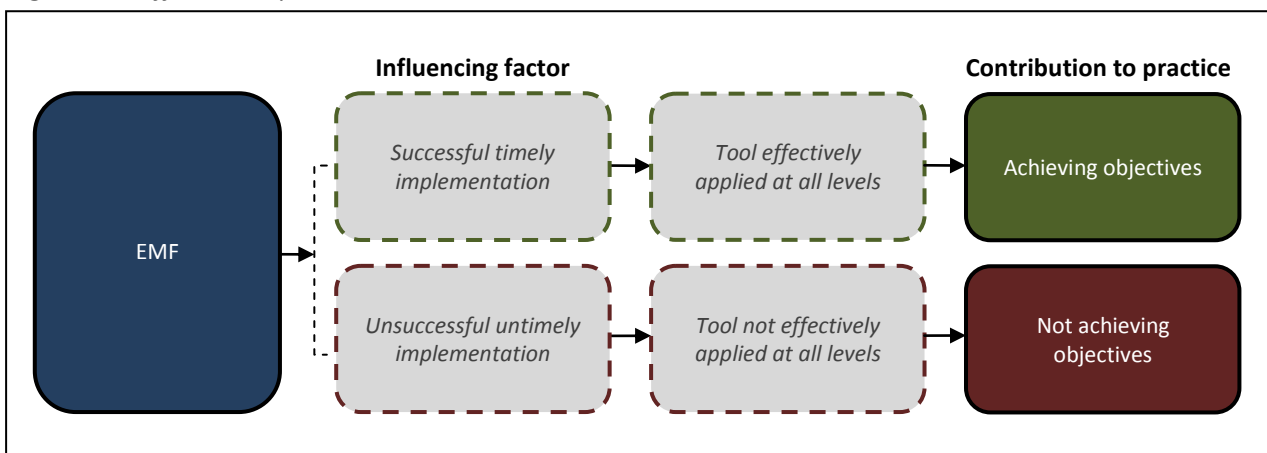 Influencing factor
Contribution to practice
EMF
Successful timely
implementation
Tool effectively
applied at all levels
Achieving objectives
Unsuccessful untimely
implementation
Tool not effectively
applied at all levels
Not achieving
objectives